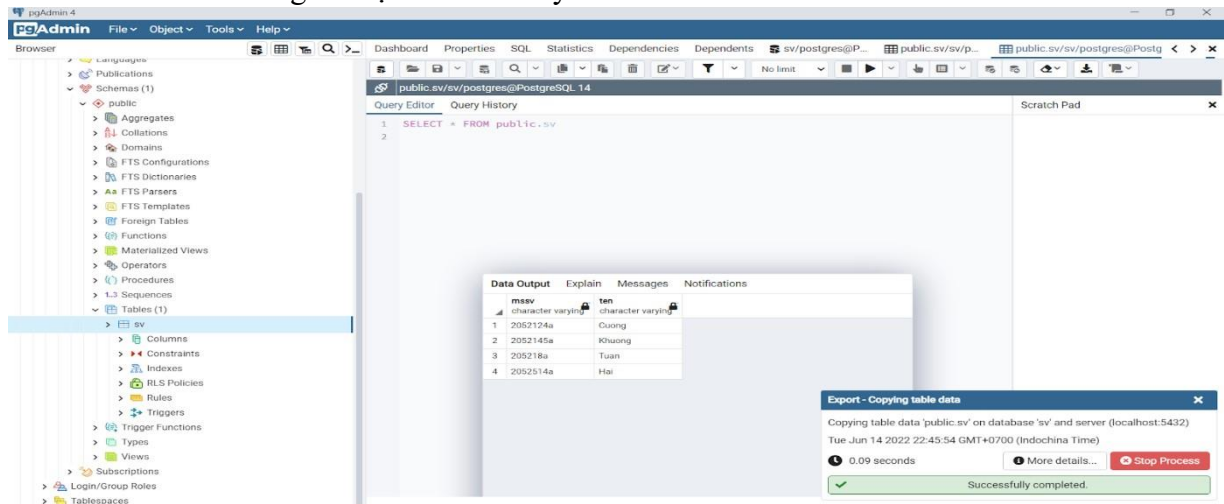 pgAdmin 4
PgAdmin File Object Tools Help
Browser
Dashboard Properties SQL Statistics Dependencies Dependents sv/postgres@P... public.sv/sv/p... public.sv/sv/postgres@Postg
No limit
public.sv/sv/postgres@PostgreSQL 14
Query Editor Query History
Scratch Pad
1 SELECT * FROM public.sv
2
Languages
Publications
Schemas (1)
public
Aggregates
Collations
Domains
FTS Configurations
FTS Dictionaries
FTS Parsers
FTS Templates
Foreign Tables
Functions
Materialized Views
Operators
Procedures
1..3 Sequences
Tables (1)
sv
Columns
Constraints
Indexes
RLS Policies
Rules
Triggers
Trigger Functions
Types
Views
Subscriptions
Login/Group Roles
Tablespaces
Data Output Explain Messages Notifications
mssv ten
character varying character varying
1 2052124a Cuong
2 2052145a Khuong
3 205218a Tuan
4 2052514a Hai
Export - Copying table data
Copying table data 'public.sv' on database 'sv' and server (localhost:5432)
Tue Jun 14 2022 22:45:54 GMT+0700 (Indochina Time)
0.09 seconds More details... Stop Process
Successfully completed.